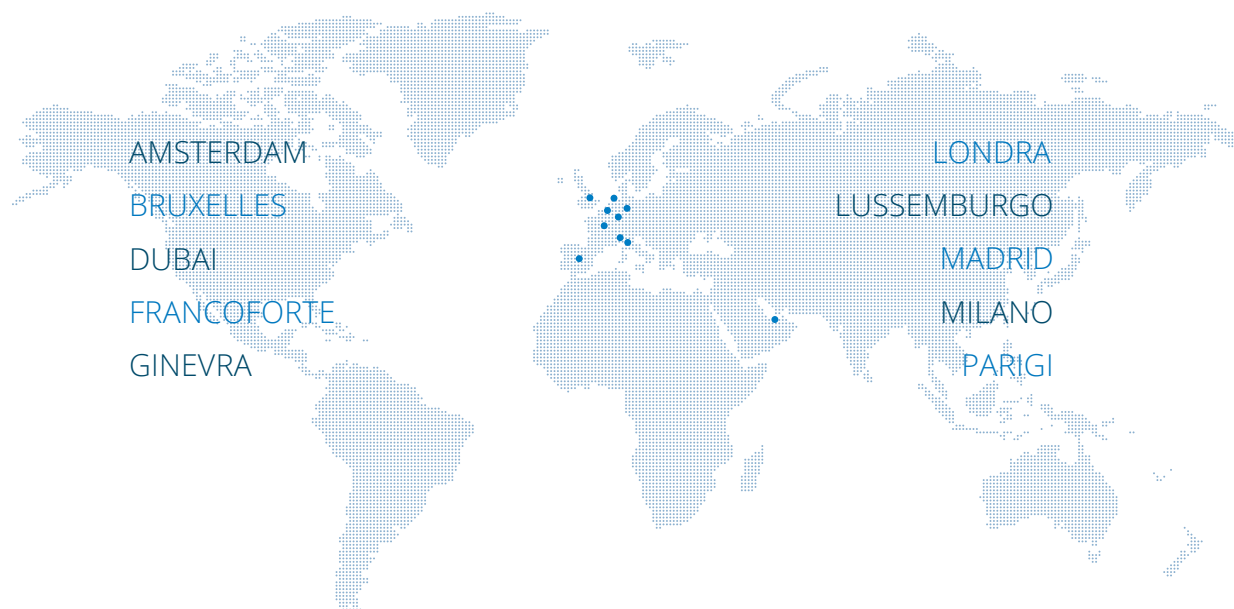 AMSTERDAM
BRUXELLES
DUBAI
FRANCOFORTE
GINEVRA
LONDRA
LUSSEMBURGO
MADRID
MILANO
PARIGI